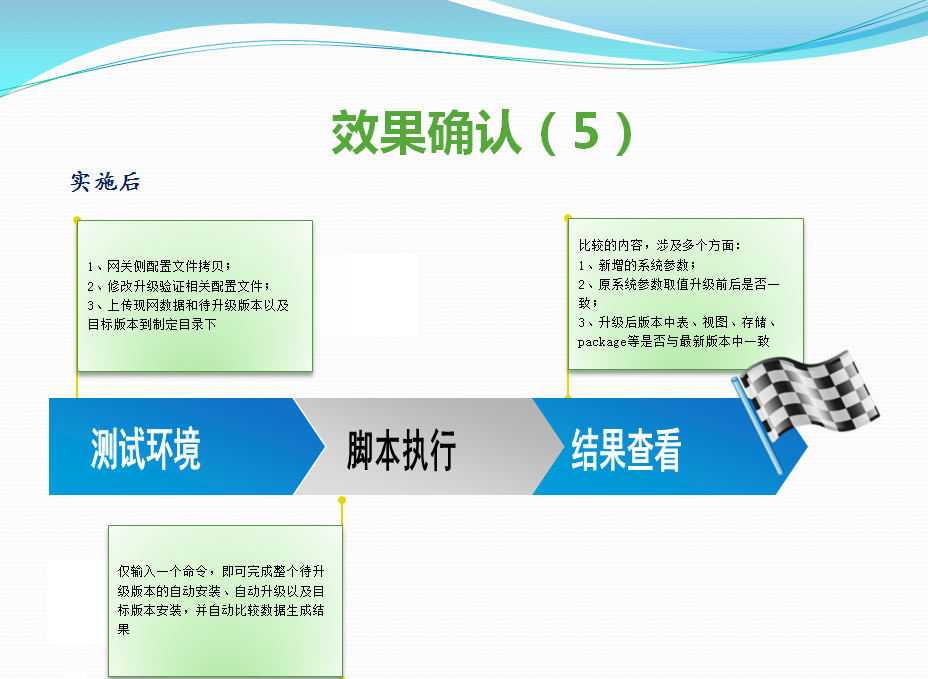 效果确认（5）
实施后
1、网关侧配置文件拷贝；
2、修改升级验证相关配置文件；
3、上传现网数据和待升级版本以及
目标版本到制定目录下
比较的内容，涉及多个方面：
1、新增的系统参数；
2、原系统参数取值升级前后是否一
致；
3、升级后版本中表、视图、存储、
package等是否与最新版本中一致
测试环境
脚本执行
结果查看
仅输入一个命令，即可完成整个待升
级版本的自动安装、自动升级以及目
标版本安装，并自动比较数据生成结
果